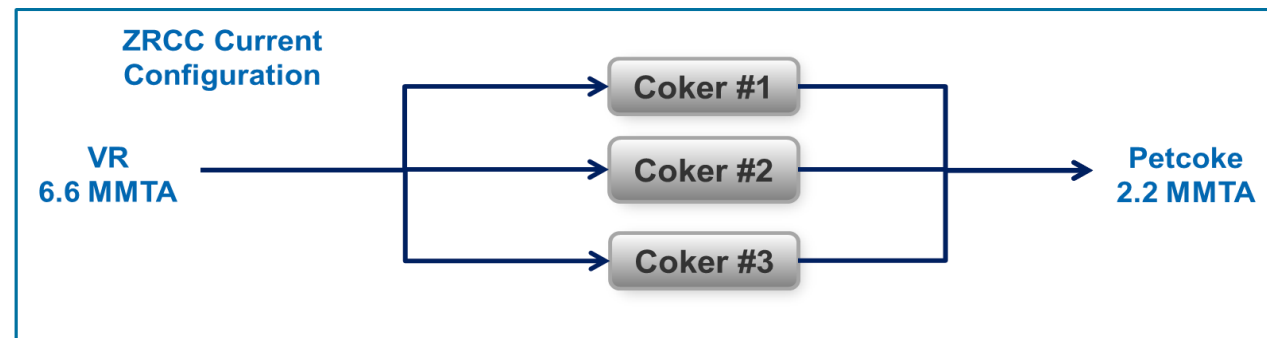 ZRCC Current
Configuration
VR
6.6 MMTA
Coker #1
Coker #2
Coker #3
Petcoke
2.2 MMTA